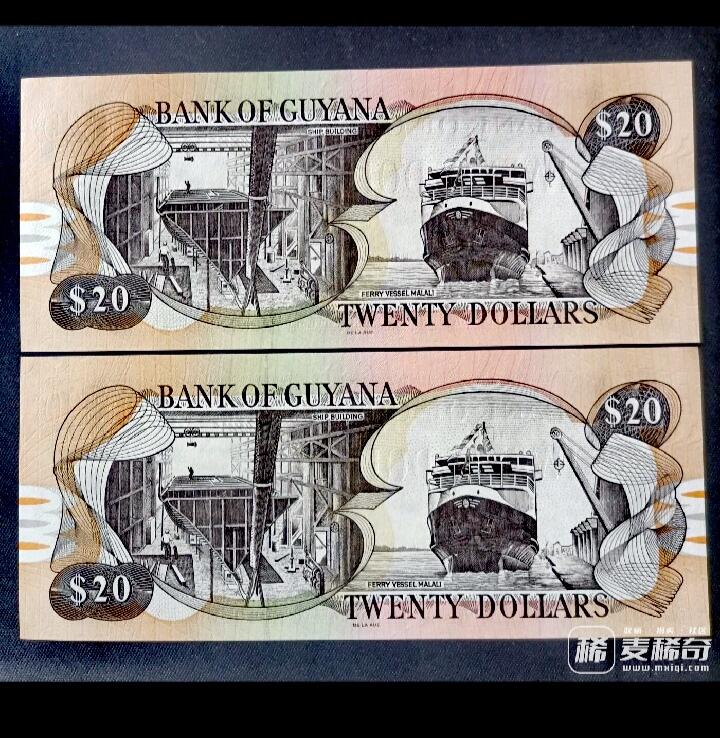 BANK OF GUYANA
SHIP BUILDING
$20
FERRY VESSEL MALALI
$20
TWENTY DOLLARS
DE LA RUE
BANK OF GUYANA
SHIP BUILDING
$20
FERRY VESSEL MALALI
$20
TWENTY DOLLARS
DE LA RUE
稀 麦稀奇
www.mxiqi.com